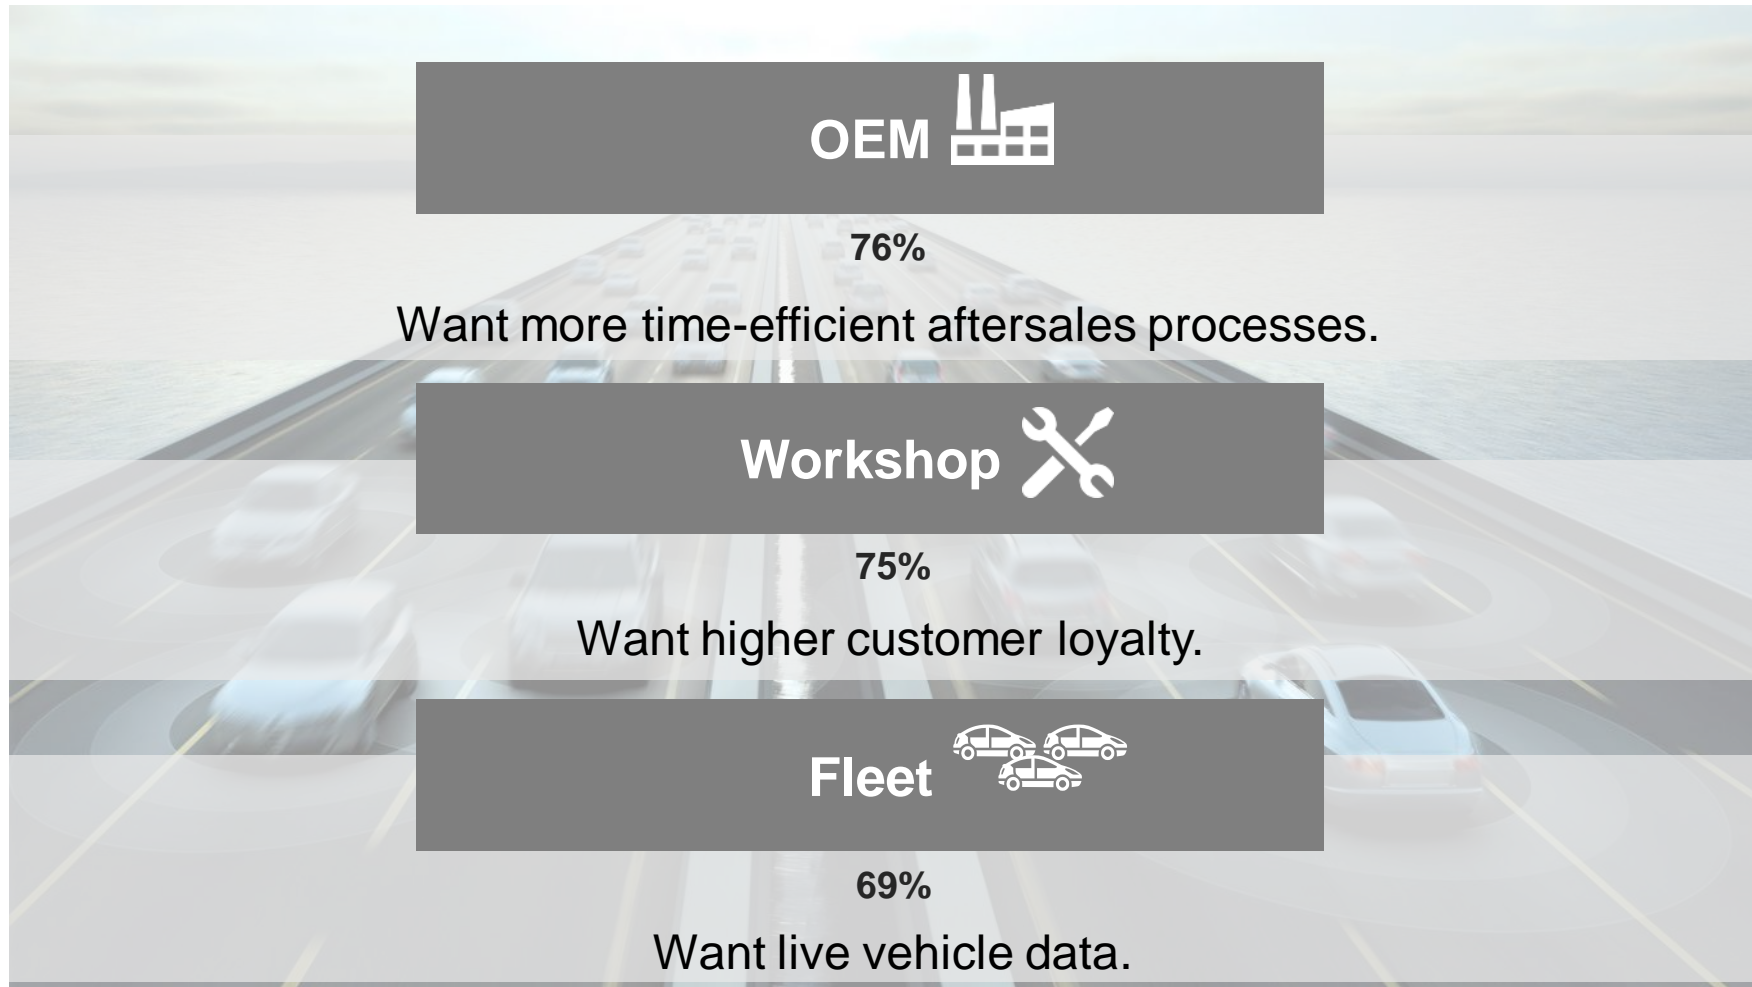 OEM
76%
Want more time-efficient aftersales processes.
Workshop
75%
Want higher customer loyalty.
Fleet
69%
Want live vehicle data.